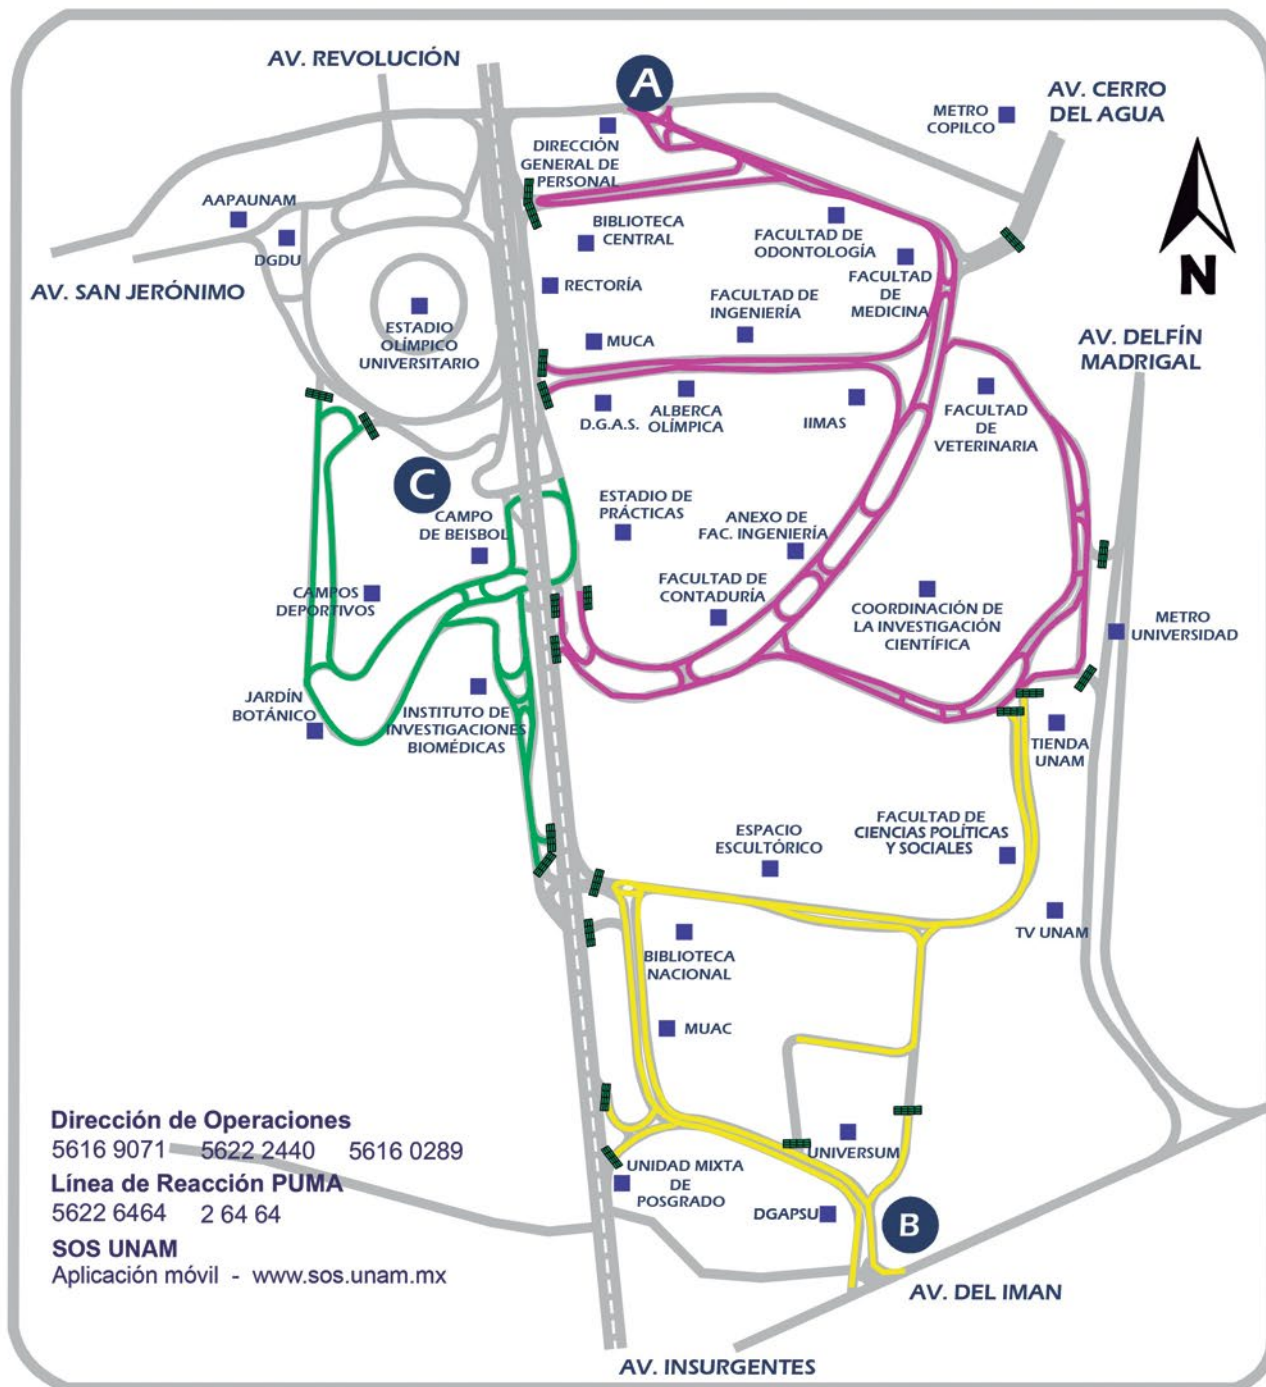 AV. REVOLUCIÓN
A
AV. CERRO
DEL AGUA
METRO
COPILCO
DIRECCIÓN
GENERAL DE
PERSONAL
AAPAUNAM
DGDU
BIBLIOTECA
CENTRAL
FACULTAD DE
ODONTOLOGÍA
FACULTAD
DE
MEDICINA
N
AV. SAN JERÓNIMO
RECTORÍA
FACULTAD DE
INGENIERÍA
ESTADIO
OLÍMPICO
UNIVERSITARIO
MUCA
AV. DELFÍN
MADRIGAL
D.G.A.S.
ALBERCA
OLÍMPICA
IIMAS
FACULTAD
DE
VETERINARIA
C
CAMPO
DE BEISBOL
ESTADIO DE
PRÁCTICAS
ANEXO DE
FAC. INGENIERÍA
CAMPOS
DEPORTIVOS
FACULTAD DE
CONTADURÍA
COORDINACIÓN DE
LA INVESTIGACIÓN
CIENTÍFICA
METRO
UNIVERSIDAD
JARDÍN
BOTÁNICO
INSTITUTO DE
INVESTIGACIONES
BIOMÉDICAS
TIENDA
UNAM
ESPACIO
ESCULTÓRICO
FACULTAD DE
CIENCIAS POLÍTICAS
Y SOCIALES
TV UNAM
BIBLIOTECA
NACIONAL
MUAC
UNIVERSUM
UNIDAD MIXTA
DE
POSGRADO
DGAPSU
B
AV. DEL IMAN
AV. INSURGENTES
Dirección de Operaciones
5616 9071 5622 2440 5616 0289
Línea de Reacción PUMA
5622 6464 2 64 64
SOS UNAM
Aplicación móvil - www.sos.unam.mx